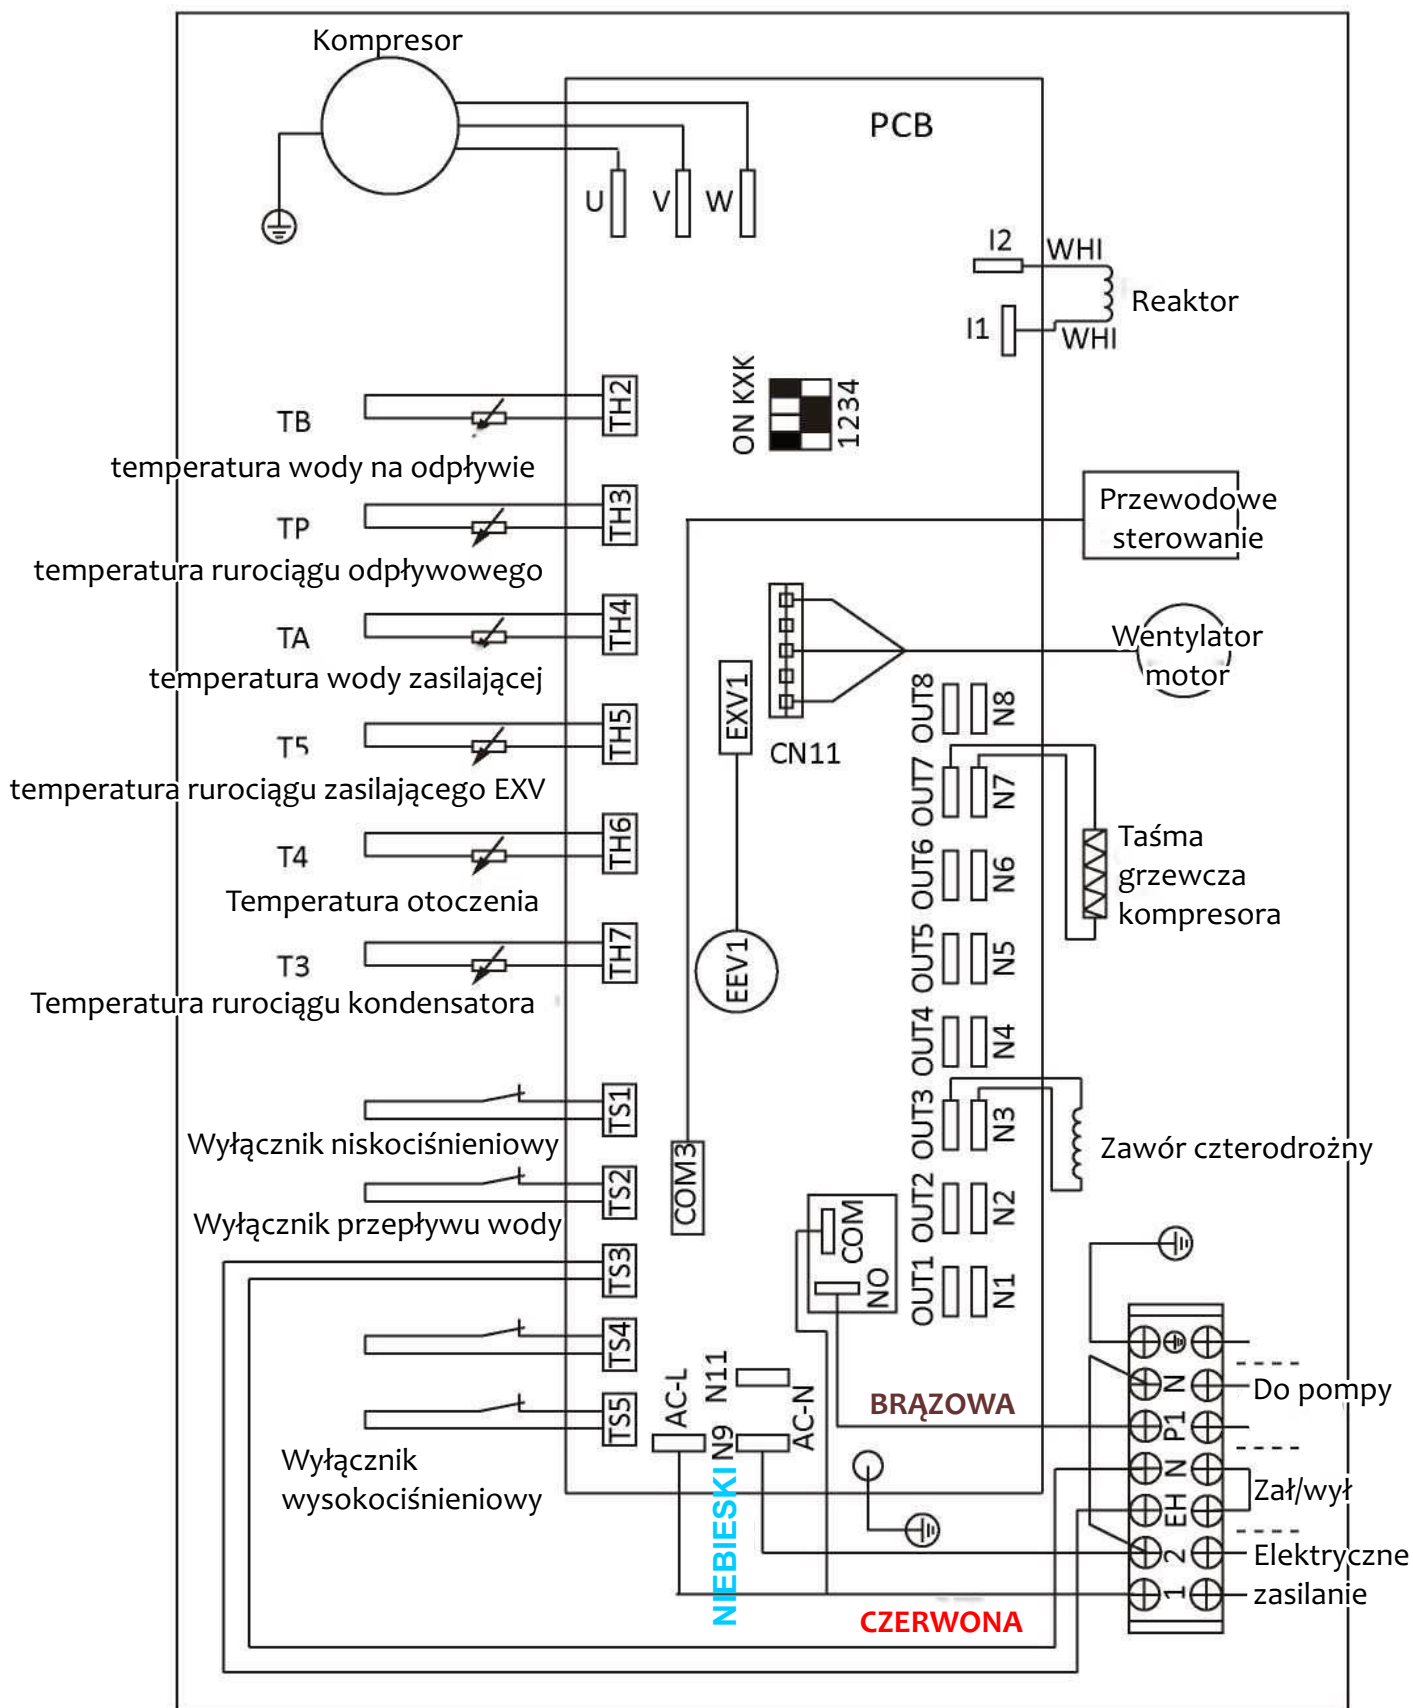 Kompresor
PCB
U
V
W
I2
WHI
Reaktor
I1
WHI
ON KXK
1234
TB
TH2
temperatura wody na odpływie
TP
TH3
temperatura rurociągu odpływowego
TA
TH4
temperatura wody zasilającej
T5
TH5
temperatura rurociągu zasilającego EXV
T4
TH6
Temperatura otoczenia
T3
TH7
Temperatura rurociągu kondensatora
Przewodowe
sterowanie
Wentylator
motor
CN11
EXV1
EEV1
OUT8
N8
OUT7
N7
OUT6
N6
OUT5
N5
OUT4
N4
OUT3
N3
OUT2
N2
OUT1
N1
Taśma
grzewcza
kompresora
Zawór czterodrożny
TS1
Wyłącznik niskociśnieniowy
TS2
Wyłącznik przepływu wody
TS3
TS4
TS5
Wyłącznik
wysokociśnieniowy
COM3
COM
NO
AC-L
N11
N9
AC-N
NIEBIESKI
BRĄZOWA
CZERWONA
N
P1
N
EH
2
1
Do pompy
Zał/wył
Elektryczne
zasilanie